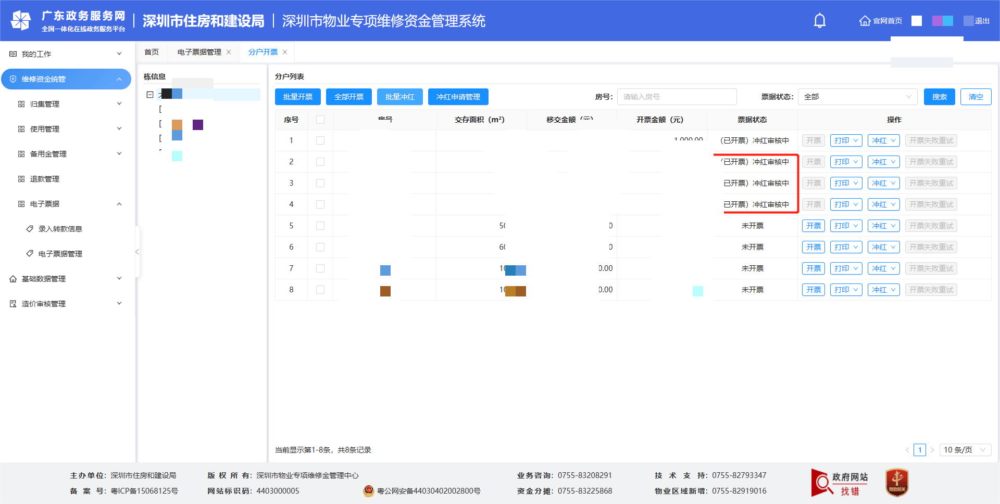 广东政务服务网
全国一体化在线政务服务平台
深圳市住房和建设局
深圳市物业专项维修资金管理系统
官网首页
退出
我的工作
维修资金统管
归集管理
使用管理
备用金管理
退款管理
电子票据
录入转款信息
电子票据管理
基础数据管理
造价审核管理
首页 电子票据管理 分户开票
栋信息
分户列表
批量开票 全部开票 批量冲红 冲红申请管理 房号: 请输入房号 票据状态: 全部 搜索 清空
序号 房号 交存面积（m²） 移交金额（元） 开票金额（元） 票据状态 操作
1 1,000.00 （已开票）冲红审核中 开票 打印 冲红 开票失败重试
2 已开票）冲红审核中 开票 打印 冲红 开票失败重试
3 已开票）冲红审核中 开票 打印 冲红 开票失败重试
4 已开票）冲红审核中 开票 打印 冲红 开票失败重试
5 未开票 开票 打印 冲红 开票失败重试
6 未开票 开票 打印 冲红 开票失败重试
7 0.00 未开票 开票 打印 冲红 开票失败重试
8 0.00 未开票 开票 打印 冲红 开票失败重试
当前显示第1-8条，共8条记录
1 10 条/页
主办单位：深圳市住房和建设局 版权所有：深圳市物业专项维修金管理中心 业务咨询：0755-83208291 技术支持：0755-82793347
备案号：粤ICP备15068125号 网站标识码：4403000005 粤公网安备44030402002800号 资金分摊：0755-83225868 物业区域新增：0755-82919016
政府网站
找错
党政机关